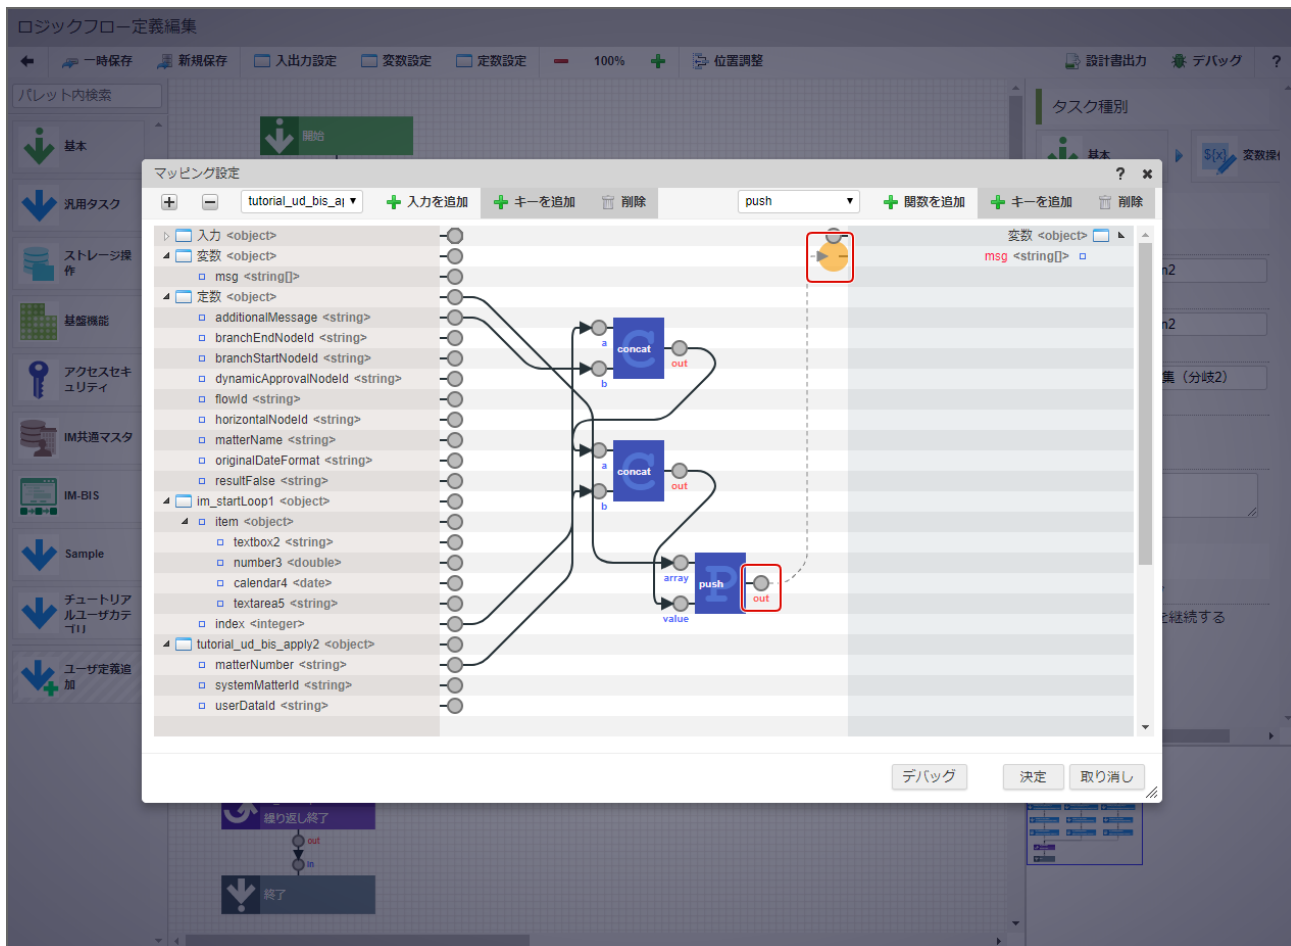 ロジックフロー定義編集
一時保存 新規保存 入出力設定 変数設定 定数設定 100% 位置調整 設計書出力 デバッグ ?
パレット内検索
基本
汎用タスク
ストレージ操
作
基盤機能
アクセスセキ
ュリティ
IM共通マスタ
IM-BIS
Sample
チュートリア
ルユーザカテ
ゴリ
ユーザ定義追
加
開始
タスク種別
基本 ${x} 変数操作
n2
n2
集（分岐2）
を継続する
マッピング設定 ?
tutorial_ud_bis_a 入力を追加 キーを追加 削除 push 関数を追加 キーを追加 削除
入力 <object>
変数 <object>
msg <string[]>
定数 <object>
additionalMessage <string>
branchEndNodeId <string>
branchStartNodeId <string>
dynamicApprovalNodeId <string>
flowId <string>
horizontalNodeId <string>
matterName <string>
originalDateFormat <string>
resultFalse <string>
im_startLoop1 <object>
item <object>
textbox2 <string>
number3 <double>
calendar4 <date>
textarea5 <string>
index <integer>
tutorial_ud_bis_apply2 <object>
matterNumber <string>
systemMatterId <string>
userDataId <string>
a
C
concat
out
b
a
C
concat
out
b
array
P
push
out
value
変数 <object>
msg <string[]>
デバッグ 決定 取り消し
繰り返し終了
out
in
終了